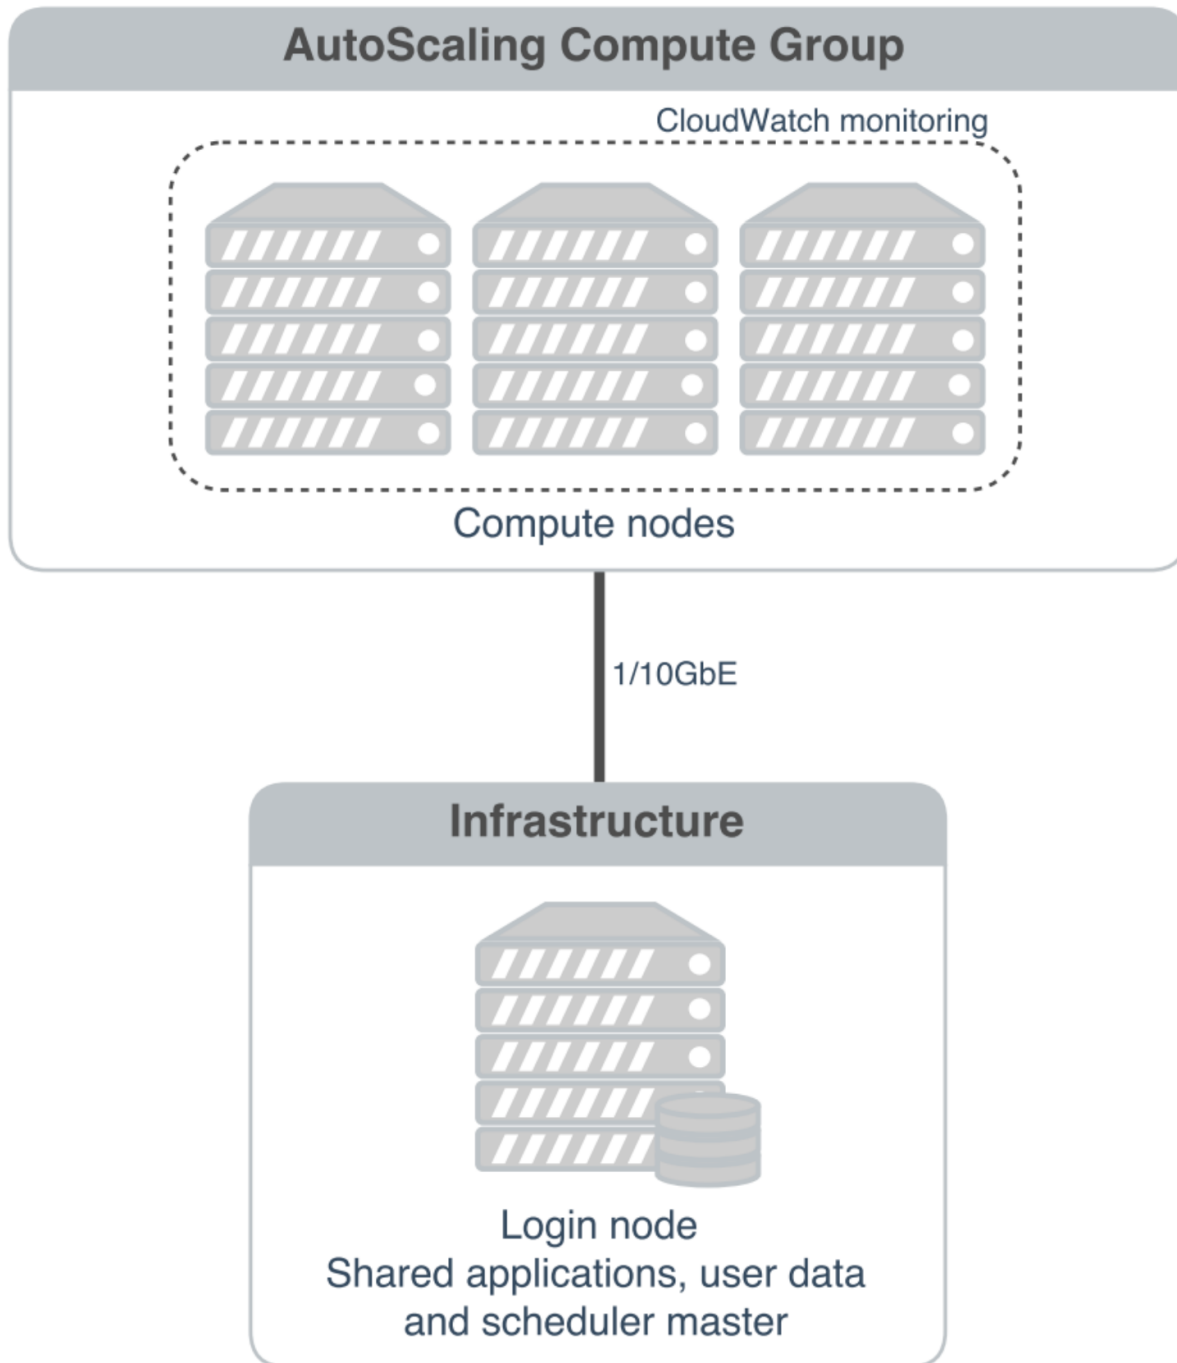 AutoScaling Compute Group
CloudWatch monitoring
Compute nodes
1/10GbE
Infrastructure
Login node
Shared applications, user data
and scheduler master